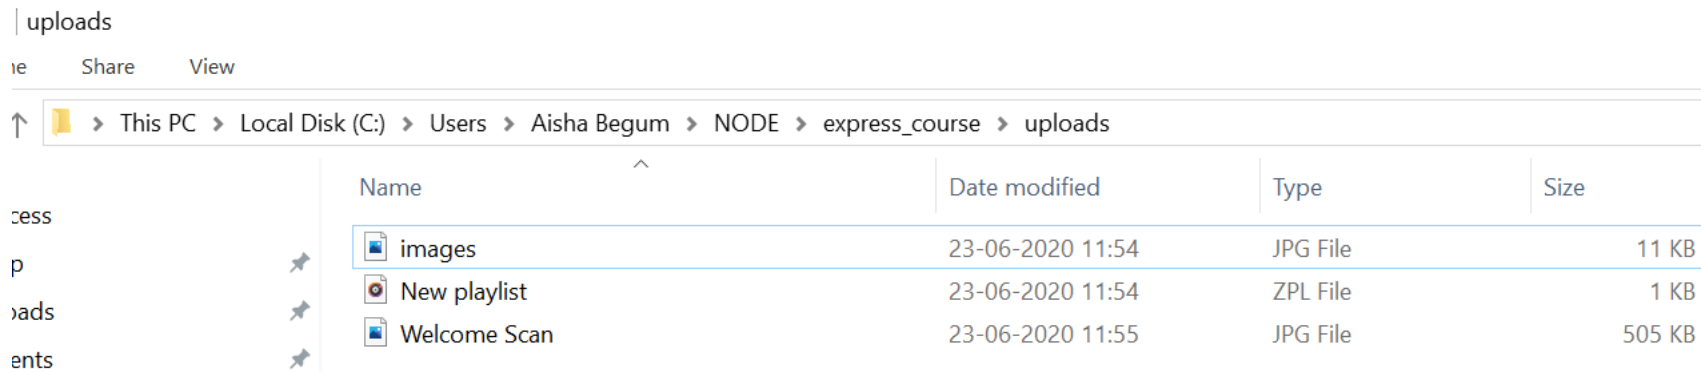 uploads
Share View
This PC Local Disk (C:) Users Aisha Begum NODE express_course uploads
Name Date modified Type Size
images 23-06-2020 11:54 JPG File 11 KB
New playlist 23-06-2020 11:54 ZPL File 1 KB
Welcome Scan 23-06-2020 11:55 JPG File 505 KB